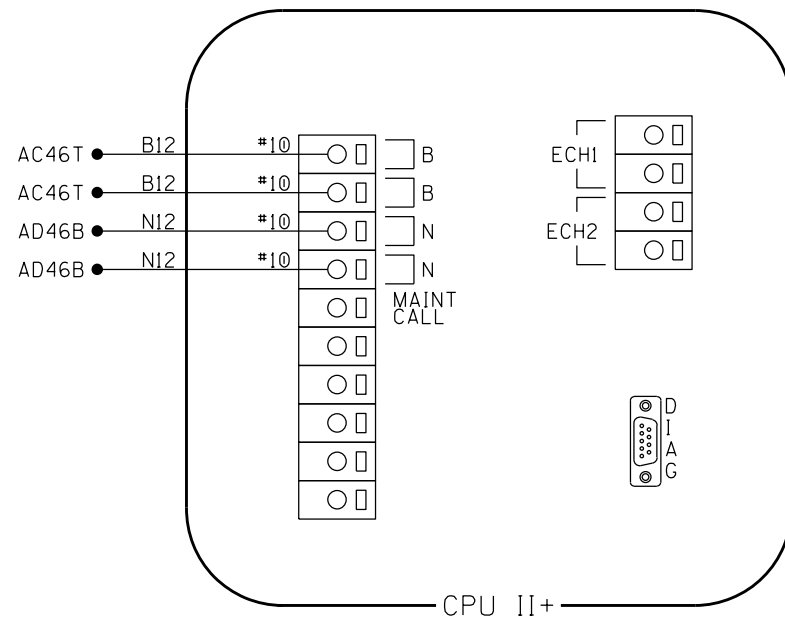 AC46T B12 #10 B
AC46T B12 #10 B
AD46B N12 #10 N
AD46B N12 #10 N
MAINT
CALL
ECH1
ECH2
D
I
A
G
CPU II+